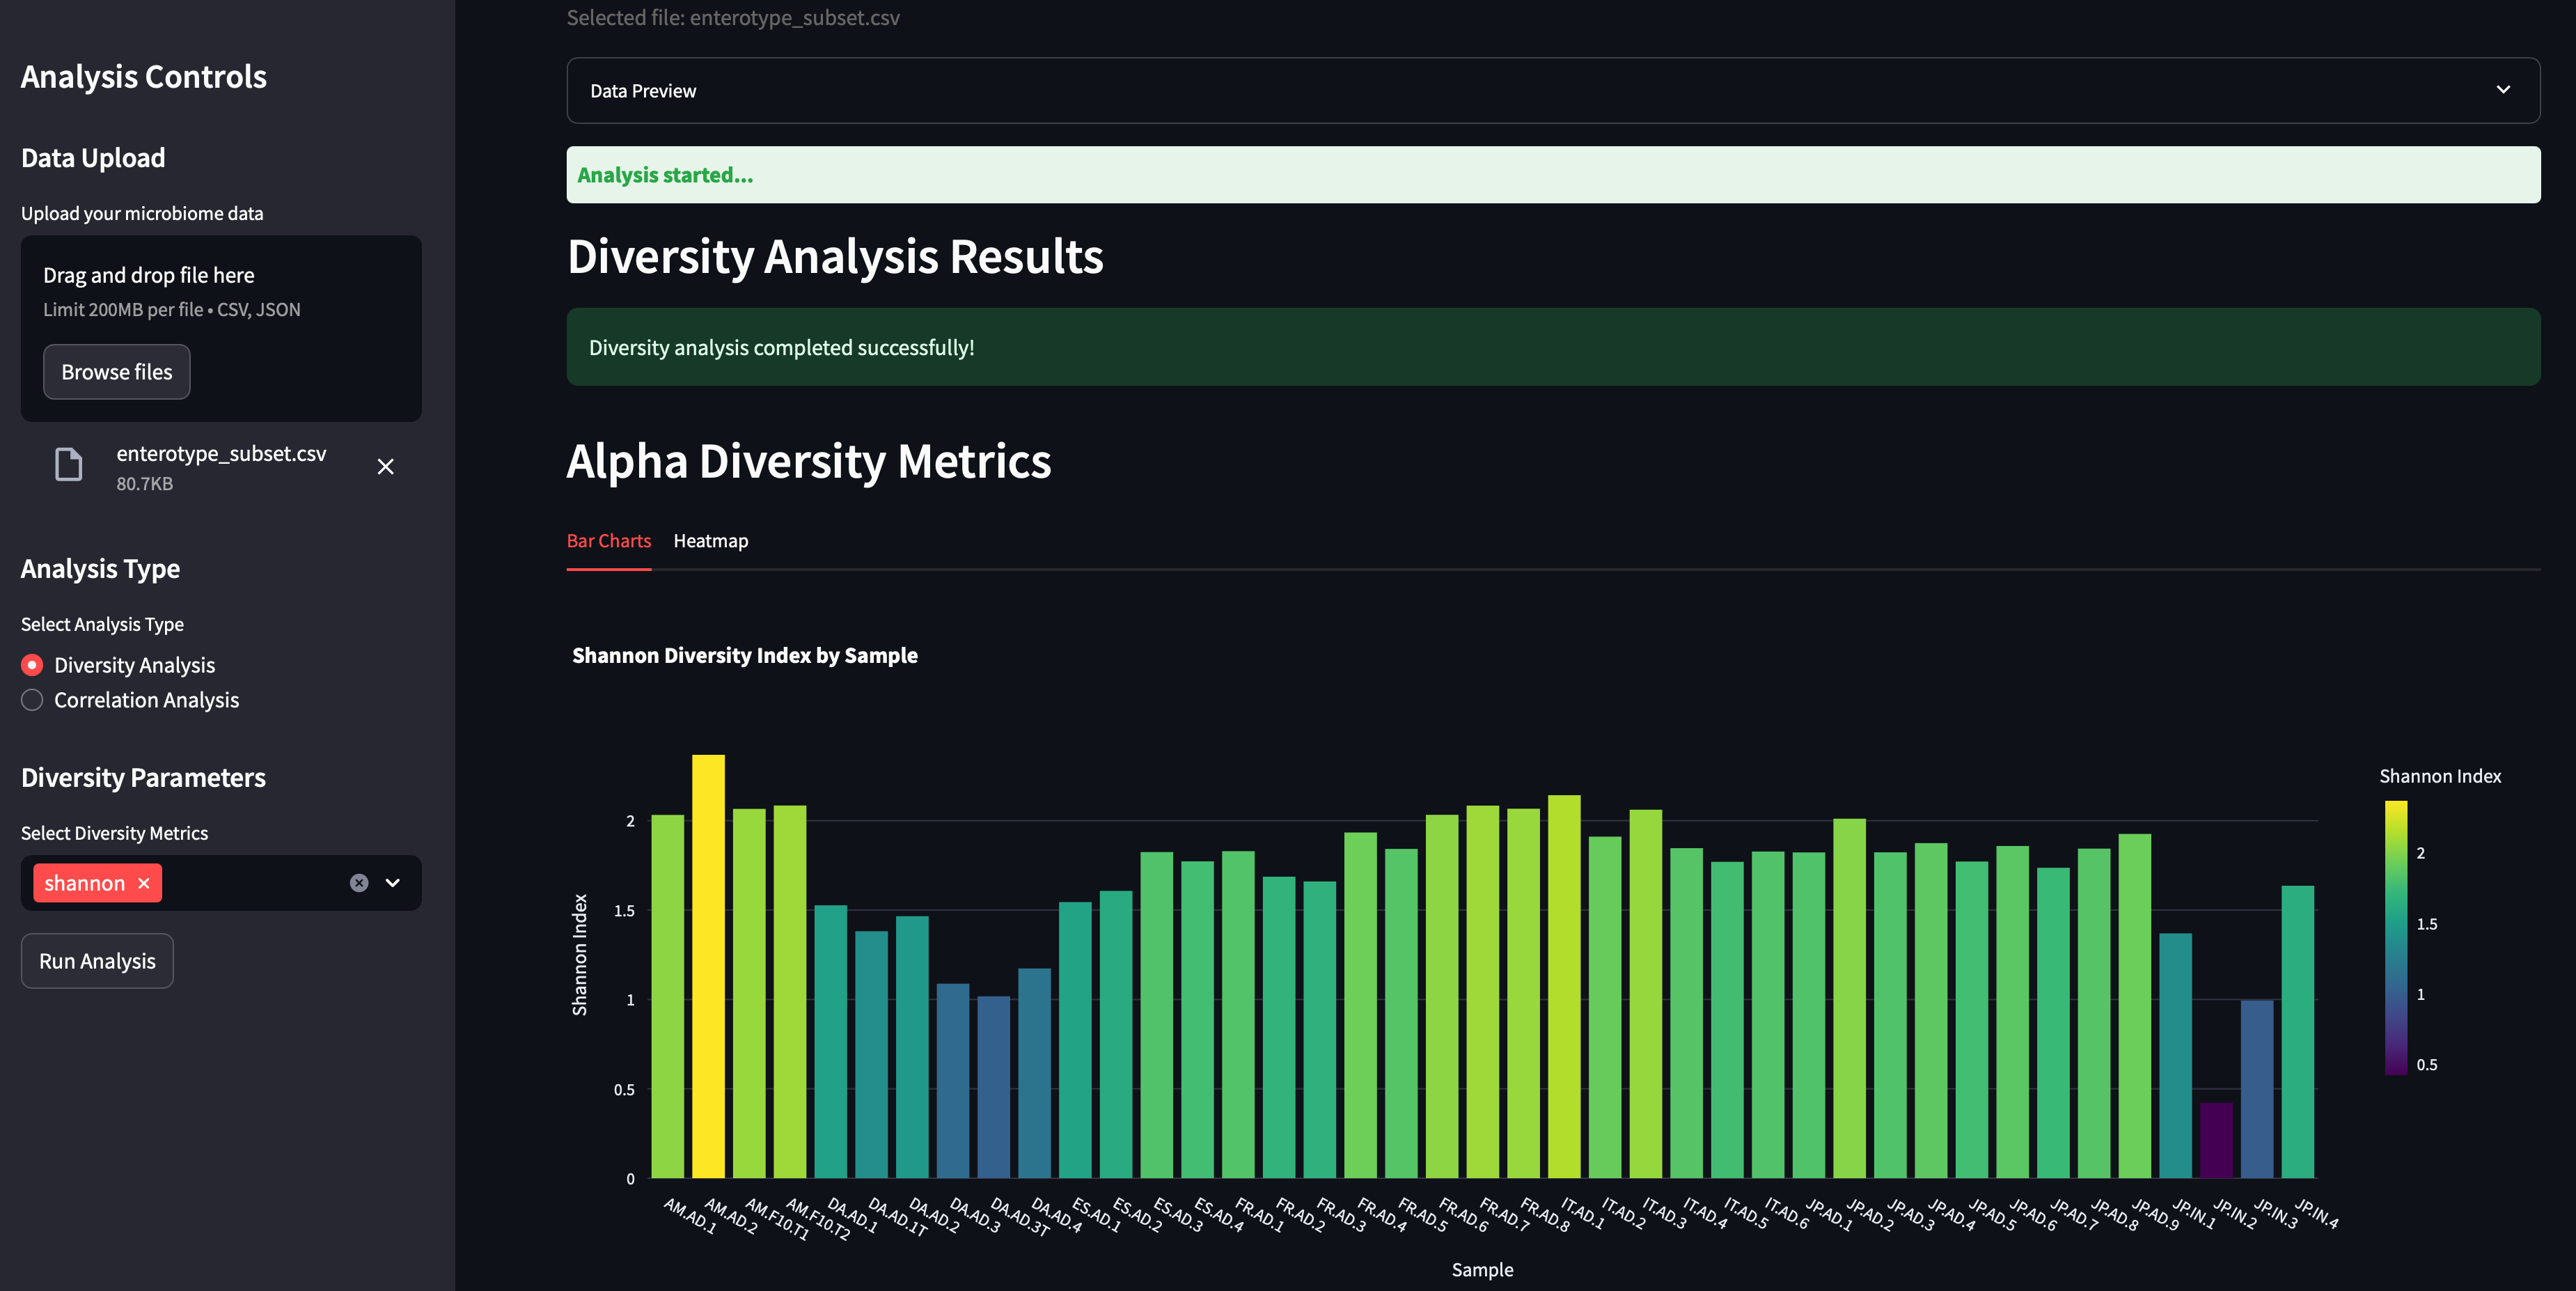 Analysis Controls
Data Upload
Upload your microbiome data
Drag and drop file here
Limit 200MB per file • CSV, JSON
Browse files
enterotype_subset.csv
80.7KB
Analysis Type
Select Analysis Type
Diversity Analysis
Correlation Analysis
Diversity Parameters
Select Diversity Metrics
shannon
Run Analysis
Selected file: enterotype_subset.csv
Data Preview
Analysis started...
Diversity Analysis Results
Diversity analysis completed successfully!
Alpha Diversity Metrics
Bar Charts Heatmap
Shannon Diversity Index by Sample
Shannon Index
2
1.5
1
0.5
0
AM.AD.1
AM.AD.2
AM.F10.T1
AM.F10.T2
DA.AD.1
DA.AD.1T
DA.AD.2
DA.AD.3
DA.AD.3T
DA.AD.4
ES.AD.1
ES.AD.2
ES.AD.3
ES.AD.4
FR.AD.1
FR.AD.2
FR.AD.3
FR.AD.4
FR.AD.5
FR.AD.6
FR.AD.7
FR.AD.8
IT.AD.1
IT.AD.2
IT.AD.3
IT.AD.4
IT.AD.5
IT.AD.6
JP.AD.1
JP.AD.2
JP.AD.3
JP.AD.4
JP.AD.5
JP.AD.6
JP.AD.7
JP.AD.8
JP.AD.9
JP.IN.1
JP.IN.2
JP.IN.3
JP.IN.4
Sample
Shannon Index
2
1.5
1
0.5